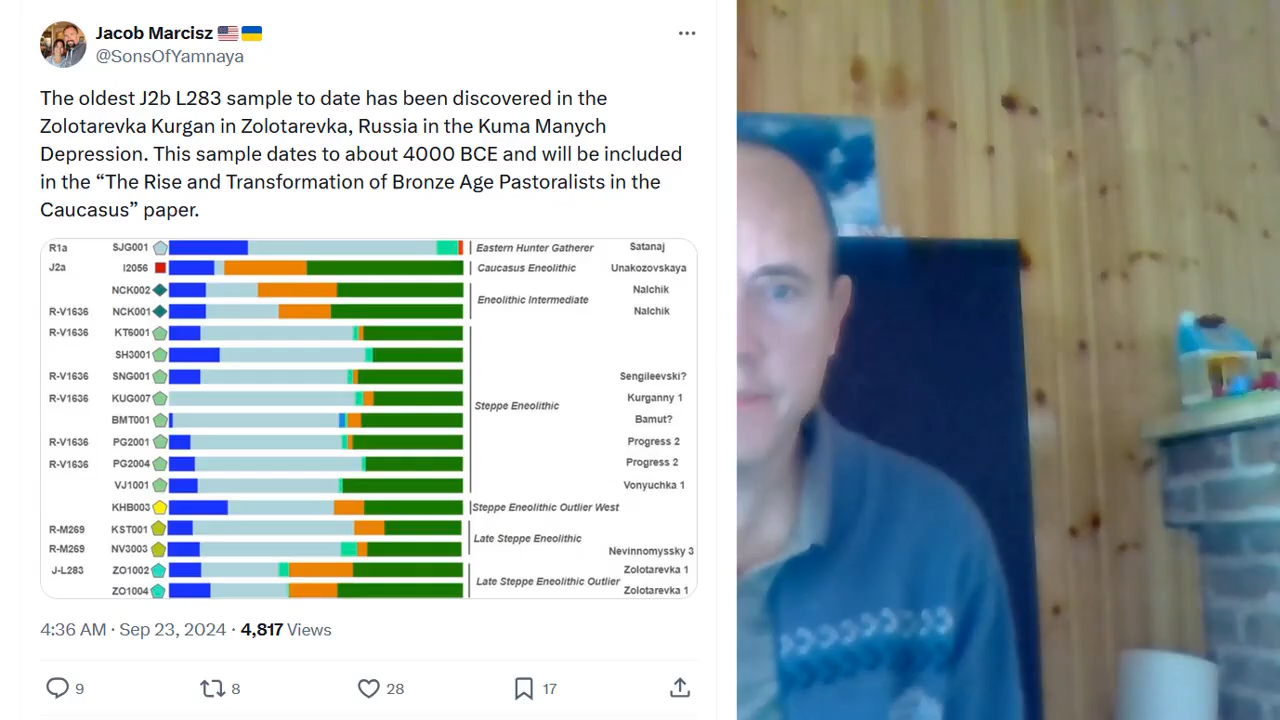 Jacob Marcisz
@SonsOfYamnaya
The oldest J2b L283 sample to date has been discovered in the
Zolotarevka Kurgan in Zolotarevka, Russia in the Kuma Manych
Depression. This sample dates to about 4000 BCE and will be included
in the “The Rise and Transformation of Bronze Age Pastoralists in the
Caucasus” paper.
R1a SJG001 Eastern Hunter Gatherer Satanaj
J2a I2056 Caucasus Eneolithic Unakozovskaya
NCK002 Nalchik
Eneolithic Intermediate
R-V1636 NCK001 Nalchik
R-V1636 KT6001
SH3001
R-V1636 SNG001 Sengileevski?
R-V1636 KUG007 Kurganny 1
Steppe Eneolithic
BMT001 Bamut?
R-V1636 PG2001 Progress 2
R-V1636 PG2004 Progress 2
VJ1001 Vonyuchka 1
KHB003 Steppe Eneolithic Outlier West
R-M269 KST001
Late Steppe Eneolithic
R-M269 NV3003 Nevinnomyssky 3
J-L283 ZO1002 Zolotarevka 1
Late Steppe Eneolithic Outlier
ZO1004 Zolotarevka 1
4:36 AM · Sep 23, 2024 · 4,817 Views
9 8 28 17